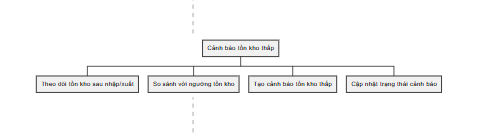 Cảnh báo tồn kho thấp
Theo dõi tồn kho sau nhập/xuất
So sánh với ngưỡng tồn kho
Tạo cảnh báo tồn kho thấp
Cập nhật trạng thái cảnh báo